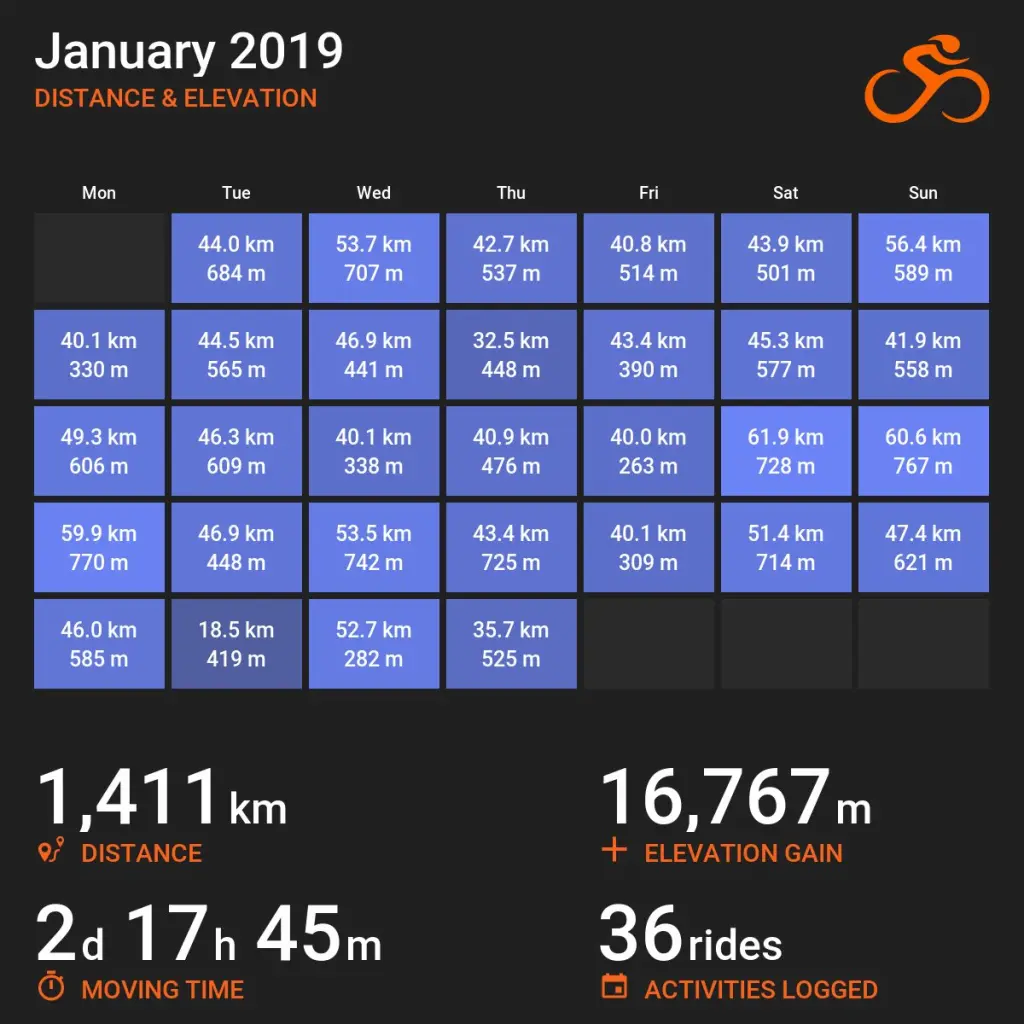 January 2019
DISTANCE & ELEVATION
Mon Tue Wed Thu Fri Sat Sun
44.0 km 53.7 km 42.7 km 40.8 km 43.9 km 56.4 km
684 m 707 m 537 m 514 m 501 m 589 m
40.1 km 44.5 km 46.9 km 32.5 km 43.4 km 45.3 km 41.9 km
330 m 565 m 441 m 448 m 390 m 577 m 558 m
49.3 km 46.3 km 40.1 km 40.9 km 40.0 km 61.9 km 60.6 km
606 m 609 m 338 m 476 m 263 m 728 m 767 m
59.9 km 46.9 km 53.5 km 43.4 km 40.1 km 51.4 km 47.4 km
770 m 448 m 742 m 725 m 309 m 714 m 621 m
46.0 km 18.5 km 52.7 km 35.7 km
585 m 419 m 282 m 525 m
1,411 km
DISTANCE
16,767 m
ELEVATION GAIN
2d 17h 45m
MOVING TIME
36 rides
ACTIVITIES LOGGED